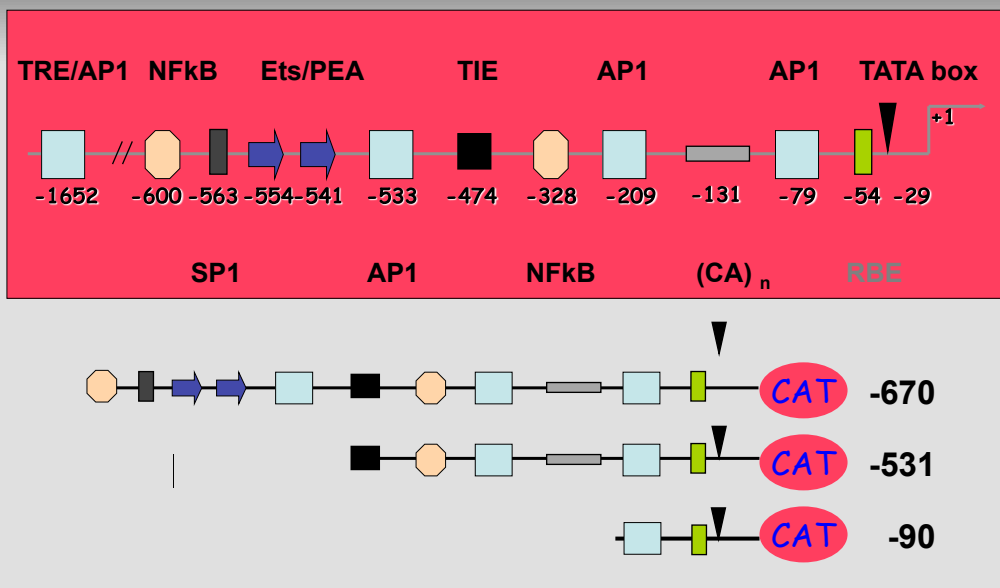 TRE/AP1 NFkB Ets/PEA TIE AP1 AP1 TATA box
+1
-1652 -600 -563 -554 -541 -533 -474 -328 -209 -131 -79 -54 -29
SP1 AP1 NFkB (CA) n RBE
CAT -670
CAT -531
CAT -90